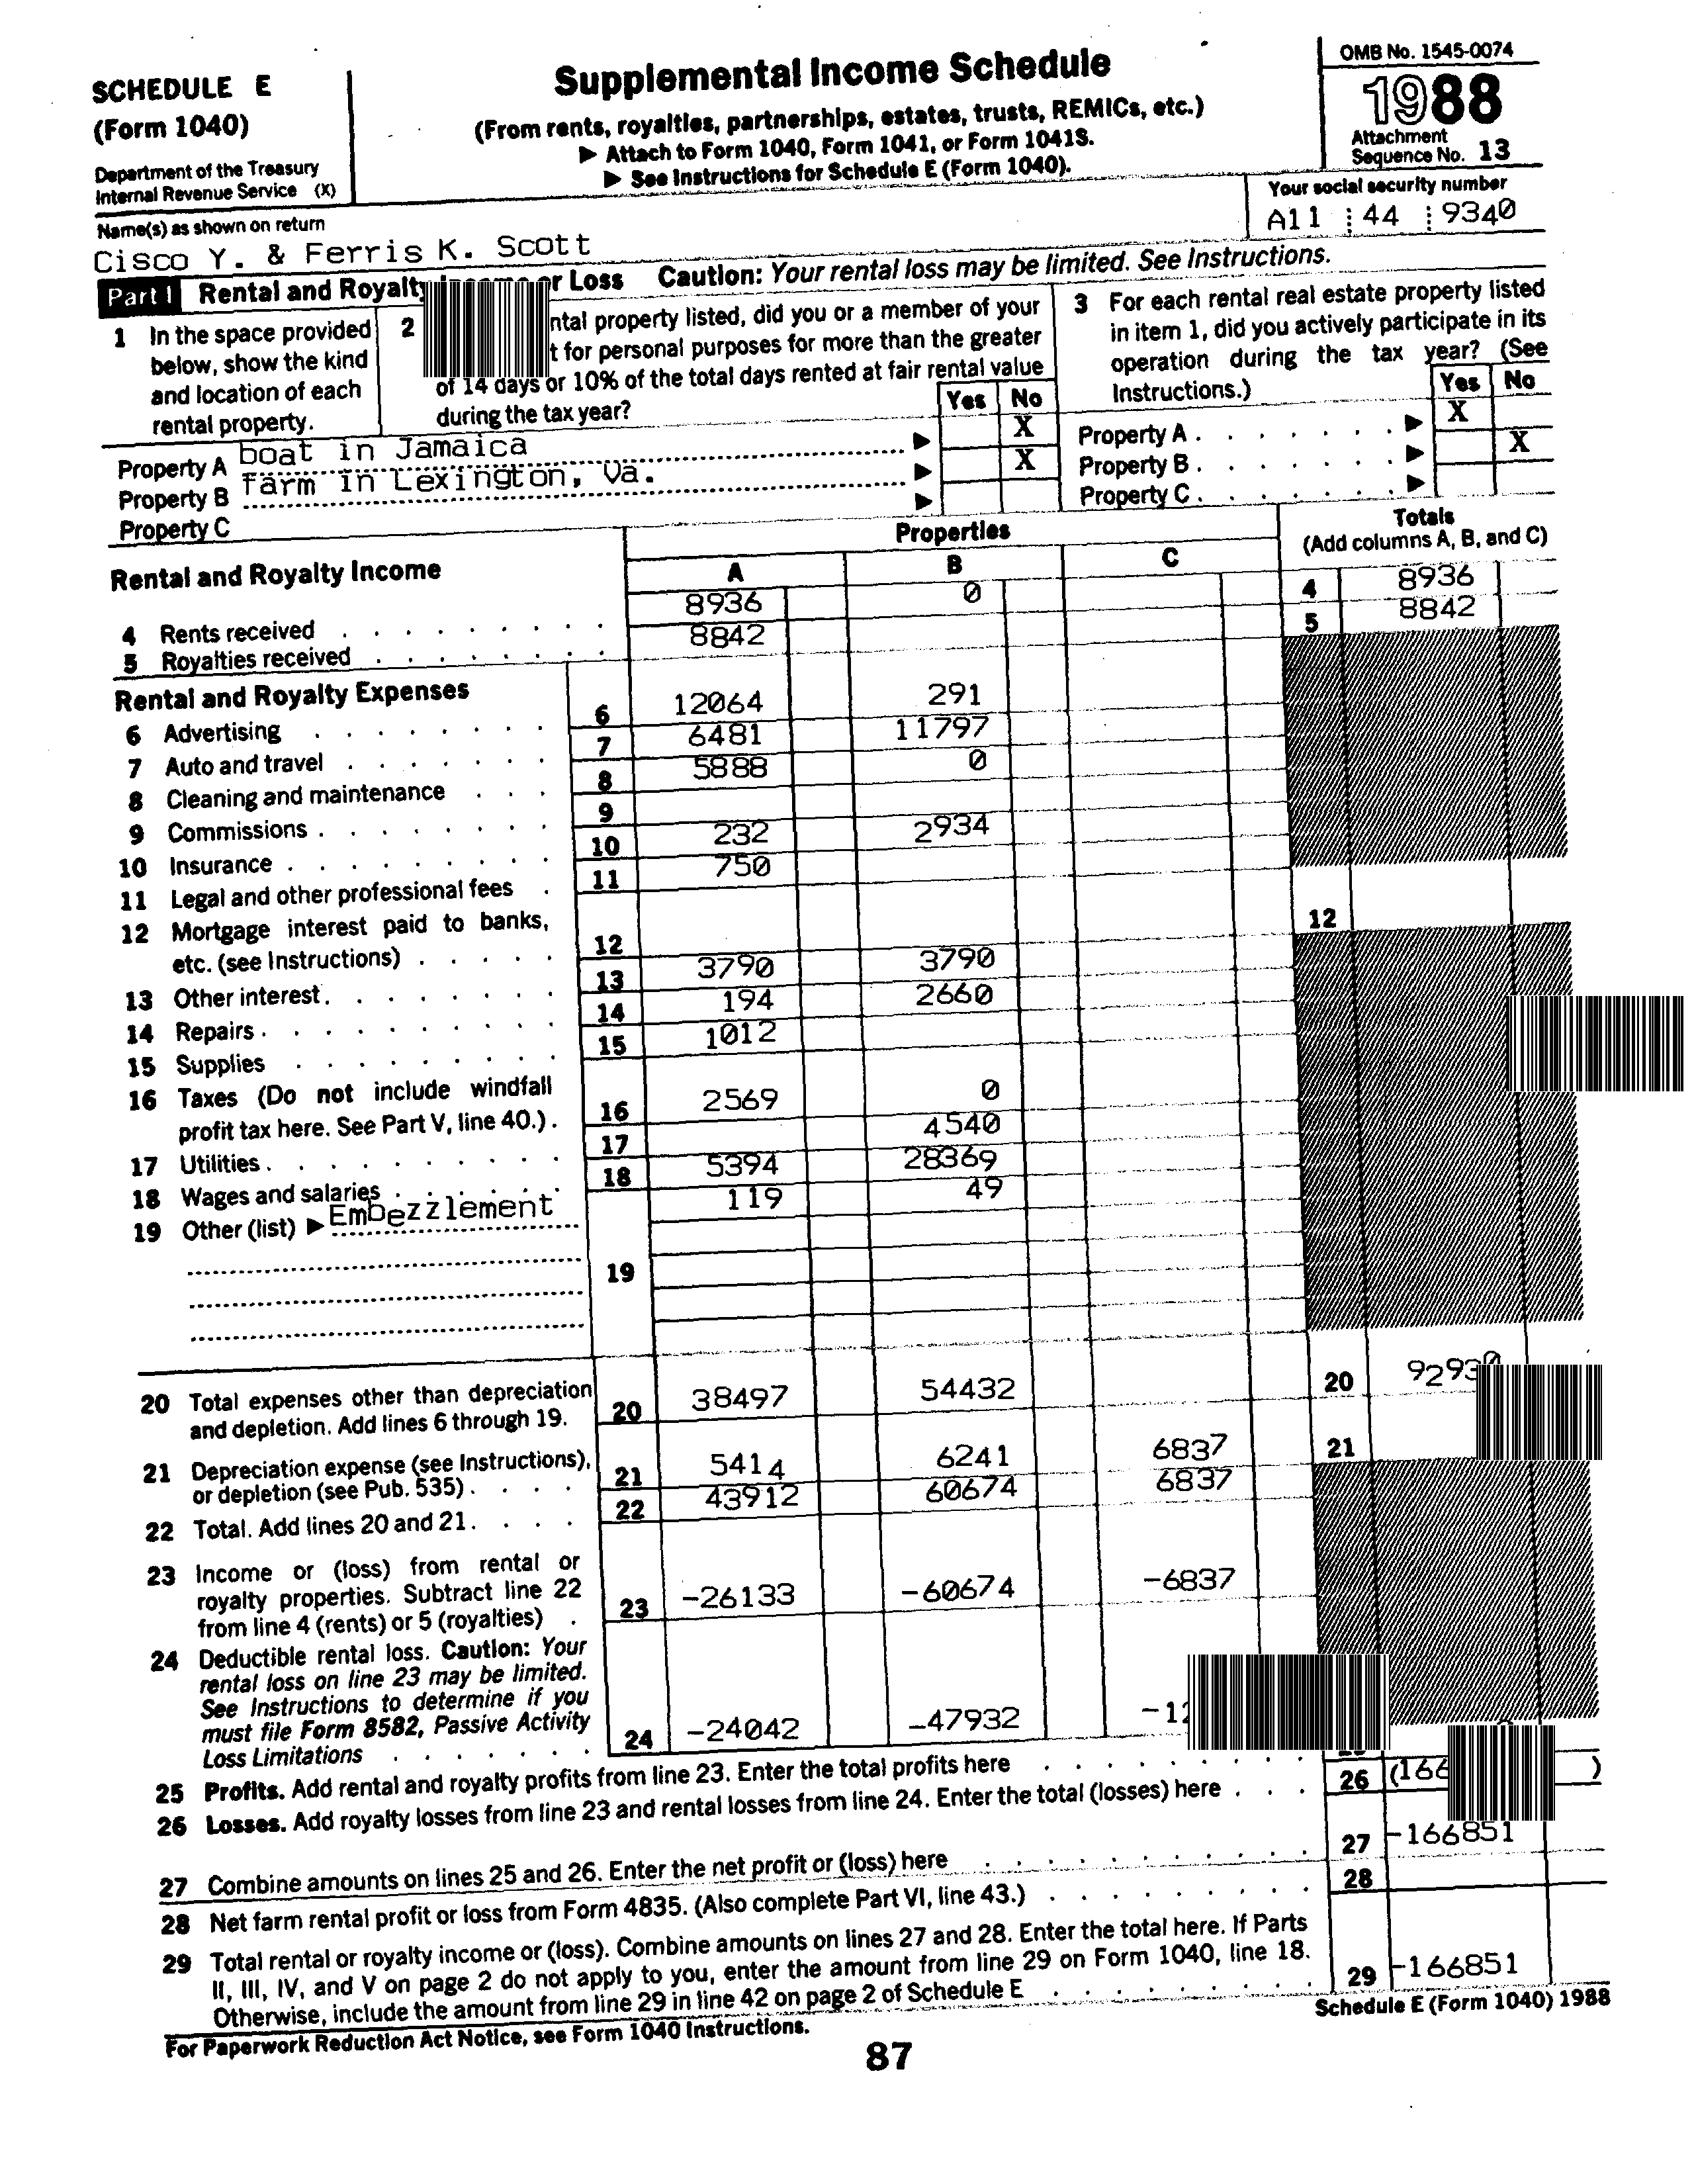 SCHEDULE E
(Form 1040)
Department of the Treasury
Internal Revenue Service (X)
Supplemental Income Schedule
(From rents, royalties, partnerships, estates, trusts, REMICs, etc.)
▶ Attach to Form 1040, Form 1041, or Form 1041S.
▶ See Instructions for Schedule E (Form 1040).
OMB No. 1545-0074
1988
Attachment
Sequence No. 13
Name(s) as shown on return
Cisco Y. & Ferris K. Scott
Your social security number
A11 44 9340
Part I Rental and Royalty or Loss Caution: Your rental loss may be limited. See Instructions.
1 In the space provided
below, show the kind
and location of each
rental property.
2 ntal property listed, did you or a member of your
t for personal purposes for more than the greater
of 14 days or 10% of the total days rented at fair rental value
during the tax year?
Yes No
3 For each rental real estate property listed
in item 1, did you actively participate in its
operation during the tax year? (See
Instructions.)
Yes No
Property A boat in Jamaica ▶ X
Property B farm in Lexington, Va. ▶ X
Property C ▶
Property A ▶ X
Property B ▶ X
Property C ▶
Rental and Royalty Income
Properties
A B C
Totals
(Add columns A, B, and C)
4 Rents received 8936 0 4 8936
5 Royalties received 8842 5 8842
Rental and Royalty Expenses
6 Advertising 6 12064 291
7 Auto and travel 7 6481 11797
8 Cleaning and maintenance 8 5888 0
9 Commissions 9
10 Insurance 10 232 2934
11 Legal and other professional fees 11 750
12 Mortgage interest paid to banks,
etc. (see Instructions) 12 12
13 Other interest 13 3790 3790
14 Repairs 14 194 2660
15 Supplies 15 1012
16 Taxes (Do not include windfall
profit tax here. See Part V, line 40.) 16 2569 0
17 Utilities 17 4540
18 Wages and salaries 18 5394 28369
19 Other (list) ▶ Embezzlement 119 49
19
20 Total expenses other than depreciation
and depletion. Add lines 6 through 19. 20 38497 54432 20 92930
21 Depreciation expense (see Instructions),
or depletion (see Pub. 535) 21 5414 6241 6837 21
22 Total. Add lines 20 and 21 22 43912 60674 6837
23 Income or (loss) from rental or
royalty properties. Subtract line 22
from line 4 (rents) or 5 (royalties) 23 -26133 -60674 -6837
24 Deductible rental loss. Caution: Your
rental loss on line 23 may be limited.
See Instructions to determine if you
must file Form 8582, Passive Activity
Loss Limitations 24 -24042 -47932
25 Profits. Add rental and royalty profits from line 23. Enter the total profits here
26 Losses. Add royalty losses from line 23 and rental losses from line 24. Enter the total (losses) here 26 (166 )
27 Combine amounts on lines 25 and 26. Enter the net profit or (loss) here 27 -166851
28 Net farm rental profit or loss from Form 4835. (Also complete Part VI, line 43.) 28
29 Total rental or royalty income or (loss). Combine amounts on lines 27 and 28. Enter the total here. If Parts
II, III, IV, and V on page 2 do not apply to you, enter the amount from line 29 on Form 1040, line 18.
Otherwise, include the amount from line 29 in line 42 on page 2 of Schedule E 29 -166851
For Paperwork Reduction Act Notice, see Form 1040 Instructions.
Schedule E (Form 1040) 1988
87